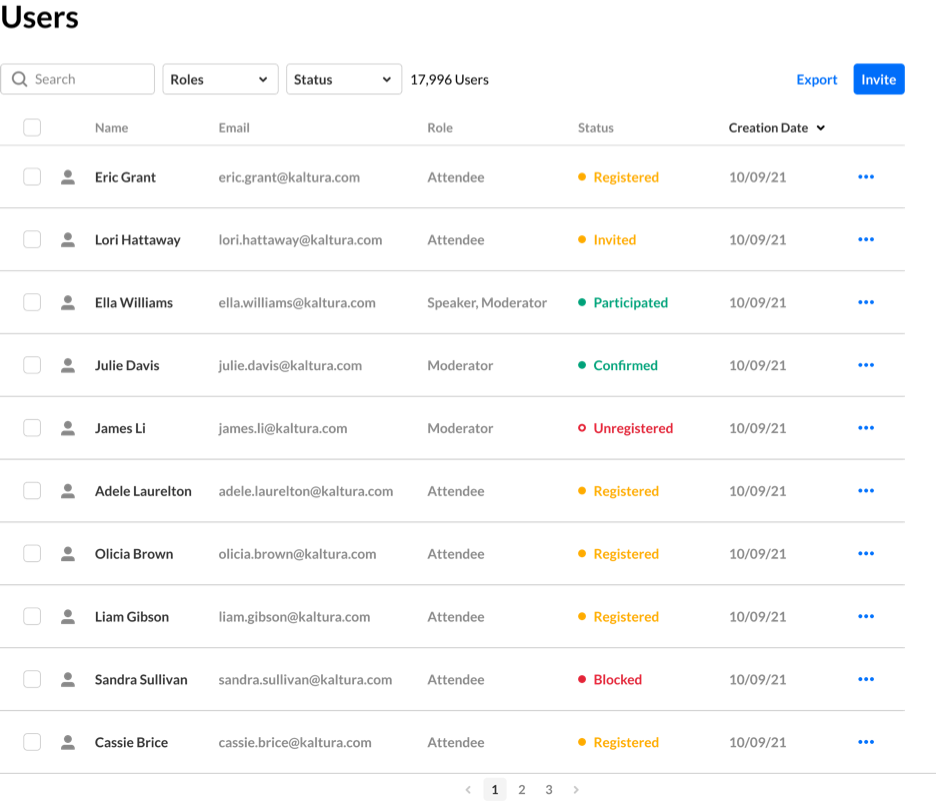 Users
Search Roles Status 17,996 Users Export Invite
Name Email Role Status Creation Date
Eric Grant eric.grant@kaltura.com Attendee Registered 10/09/21
Lori Hattaway lori.hattaway@kaltura.com Attendee Invited 10/09/21
Ella Williams ella.williams@kaltura.com Speaker, Moderator Participated 10/09/21
Julie Davis julie.davis@kaltura.com Moderator Confirmed 10/09/21
James Li james.li@kaltura.com Moderator Unregistered 10/09/21
Adele Laurelton adele.laurelton@kaltura.com Attendee Registered 10/09/21
Olicia Brown olicia.brown@kaltura.com Attendee Registered 10/09/21
Liam Gibson liam.gibson@kaltura.com Attendee Registered 10/09/21
Sandra Sullivan sandra.sullivan@kaltura.com Attendee Blocked 10/09/21
Cassie Brice cassie.brice@kaltura.com Attendee Registered 10/09/21
1 2 3